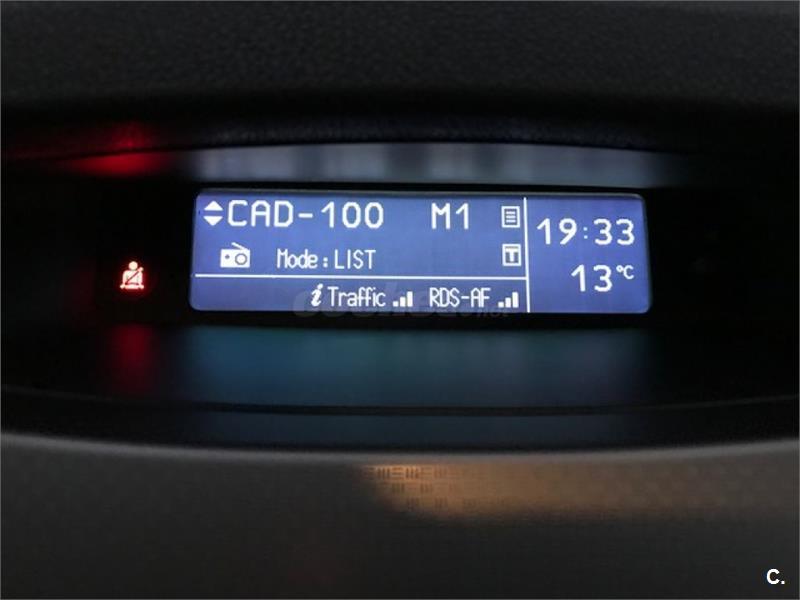 CAD-100 M1
Mode:LIST
i Traffic RDS-AF
T
19:33
13°C
C.